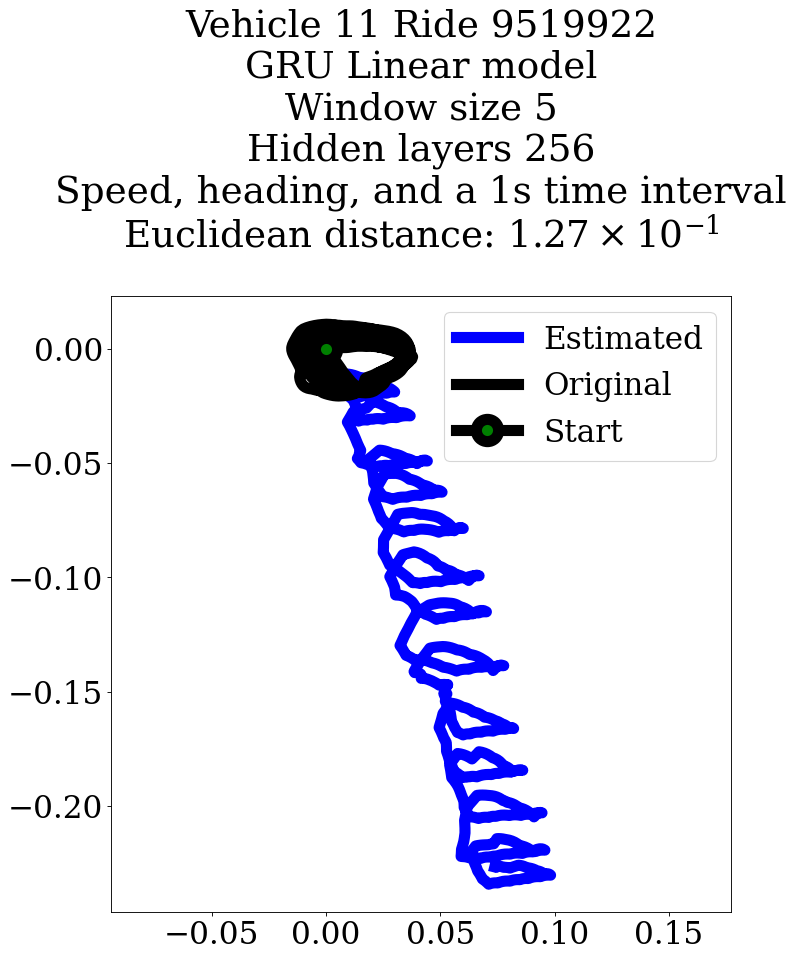 Vehicle 11 Ride 9519922
GRU Linear model
Window size 5
Hidden layers 256
Speed, heading, and a 1s time interval
Euclidean distance: 1.27 × 10⁻¹
Estimated
Original
Start
0.00
−0.05
−0.10
−0.15
−0.20
−0.05 0.00 0.05 0.10 0.15